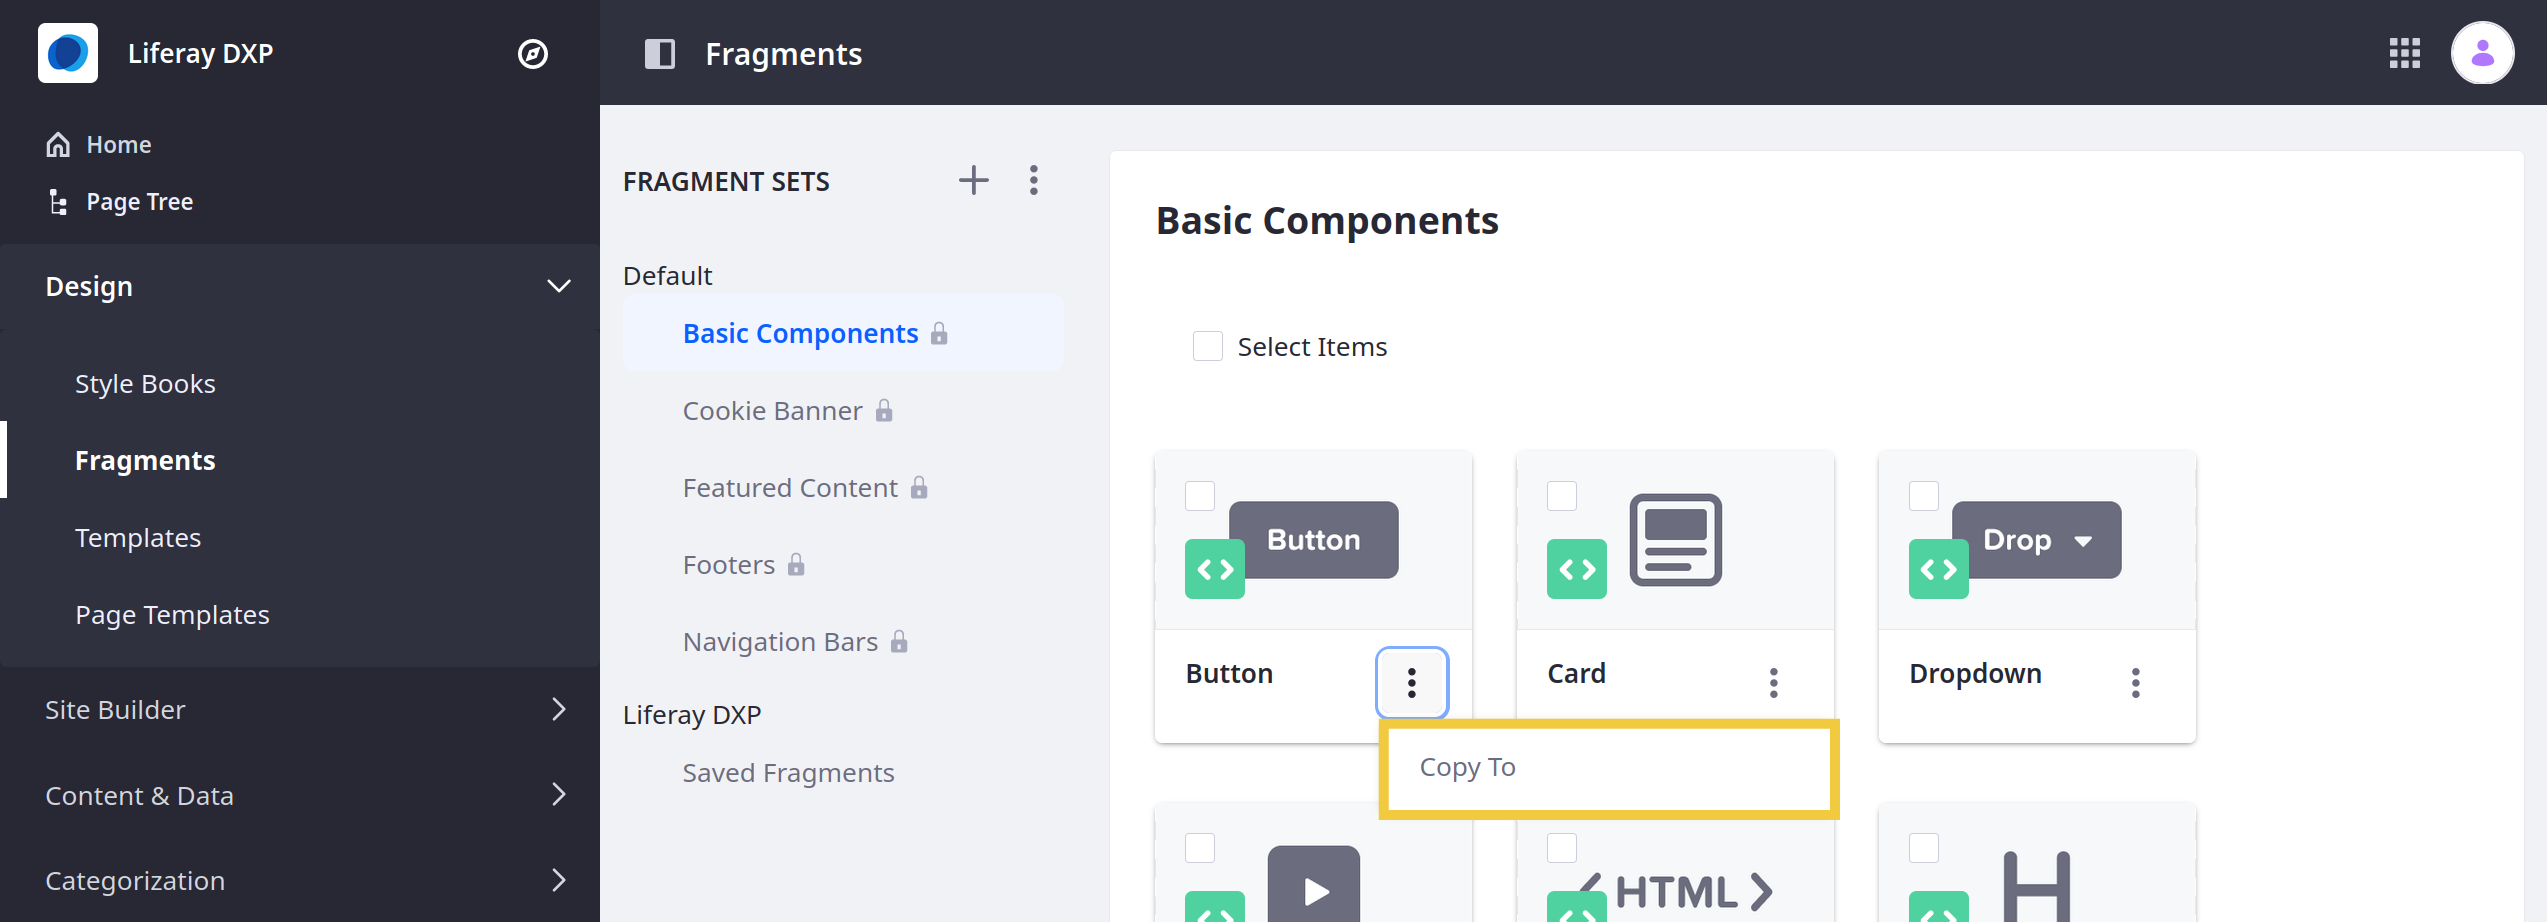 Liferay DXP
Home
Page Tree
Design
Style Books
Fragments
Templates
Page Templates
Site Builder
Content & Data
Categorization
Fragments
FRAGMENT SETS
Default
Basic Components
Cookie Banner
Featured Content
Footers
Navigation Bars
Liferay DXP
Saved Fragments
Basic Components
Select Items
Button
Button
Card
Drop
Dropdown
Copy To
HTML
H